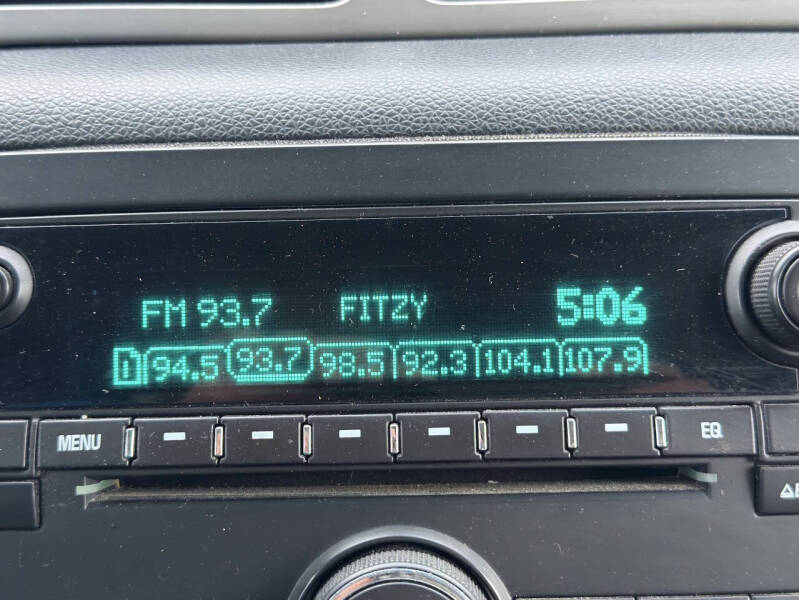 FM 93.7 FITZY 5:06
D 94.5 93.7 98.5 92.3 104.1 107.9
MENU EQ